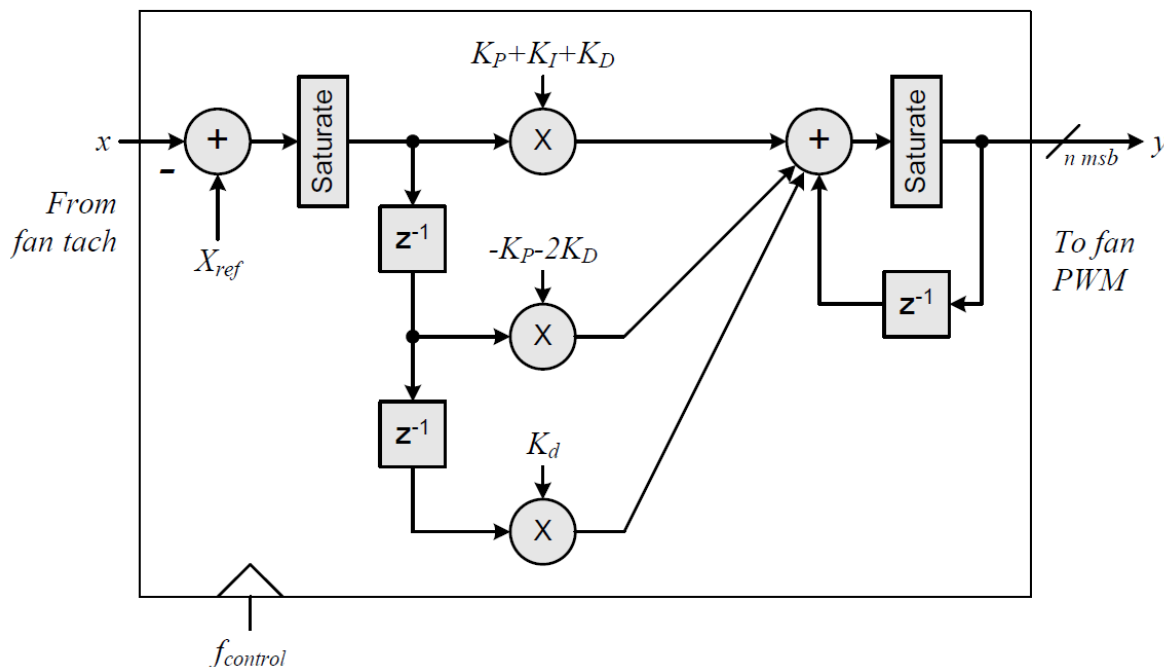 K_P+K_I+K_D
x
-
+
Saturate
X
+
Saturate
n msb
y
From
fan tach
X_ref
z^-1
-K_P-2K_D
To fan
PWM
z^-1
X
z^-1
K_d
X
f_control